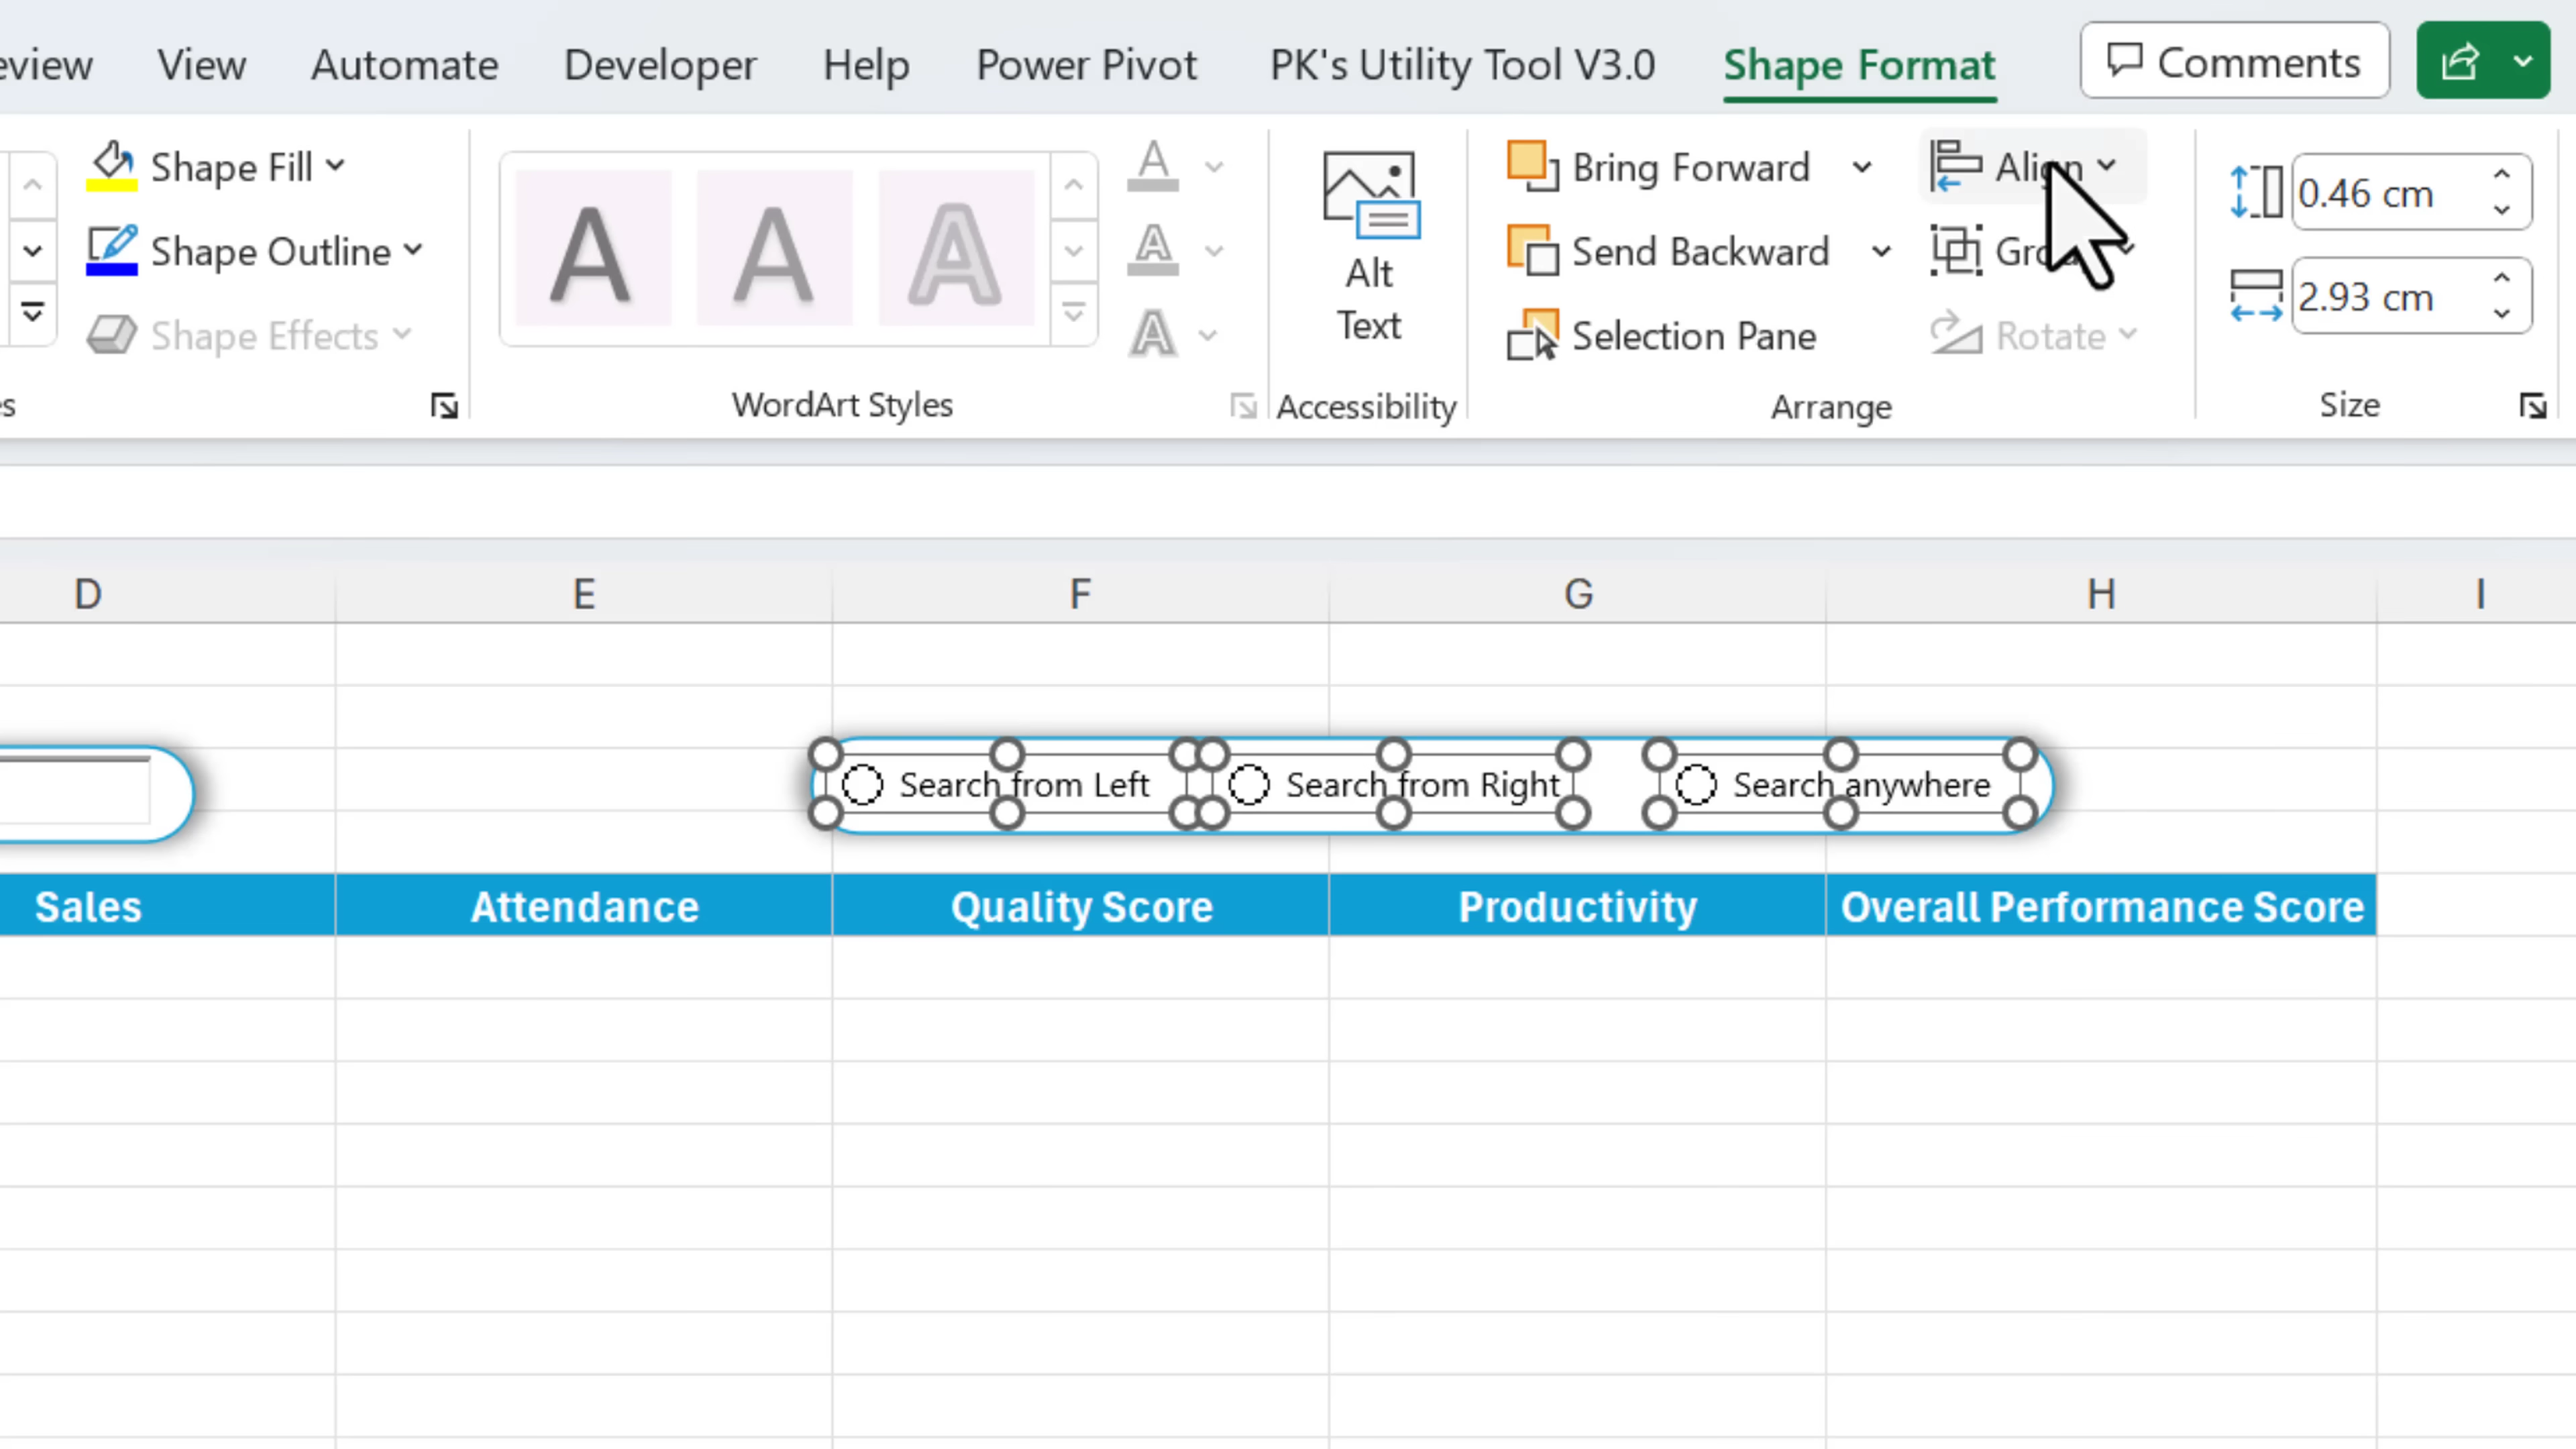 eview View Automate Developer Help Power Pivot PK's Utility Tool V3.0 Shape Format Comments
Shape Fill
Shape Outline
Shape Effects
A A A
WordArt Styles
Alt
Text
Accessibility
Bring Forward
Send Backward
Selection Pane
Align
Rotate
Arrange
0.46 cm
2.93 cm
Size
D E F G H I
Search from Left Search from Right Search anywhere
Sales Attendance Quality Score Productivity Overall Performance Score